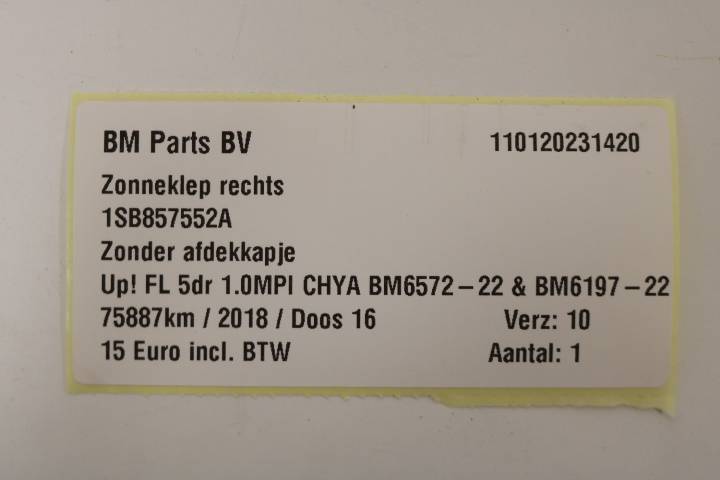 BM Parts BV 110120231420
Zonneklep rechts
1SB857552A
Zonder afdekkapje
Up! FL 5dr 1.0MPI CHYA BM6572-22 & BM6197-22
75887km / 2018 / Doos 16 Verz: 10
15 Euro incl. BTW Aantal: 1